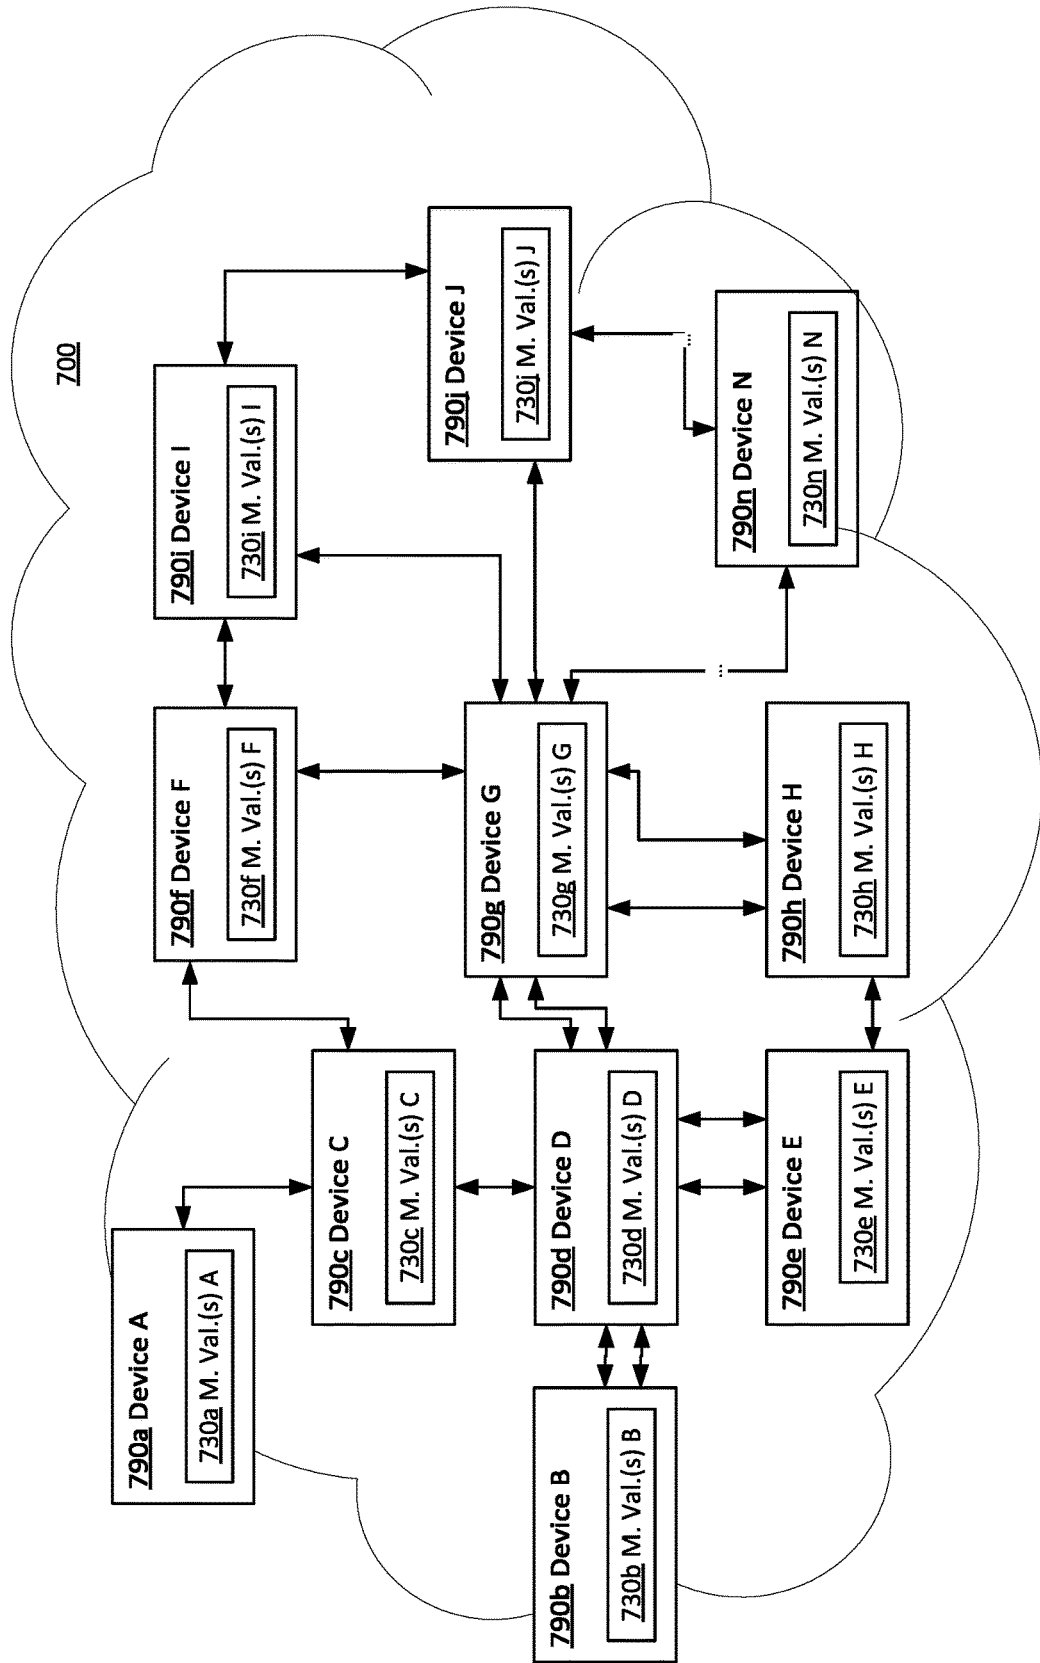 700
790a Device A
730a M. Val.(s) A
790b Device B
730b M. Val.(s) B
790c Device C
730c M. Val.(s) C
790d Device D
730d M. Val.(s) D
790e Device E
730e M. Val.(s) E
790f Device F
730f M. Val.(s) F
790g Device G
730g M. Val.(s) G
790h Device H
730h M. Val.(s) H
790i Device I
730i M. Val.(s) I
790j Device J
730j M. Val.(s) J
...
...
790n Device N
730n M. Val.(s) N